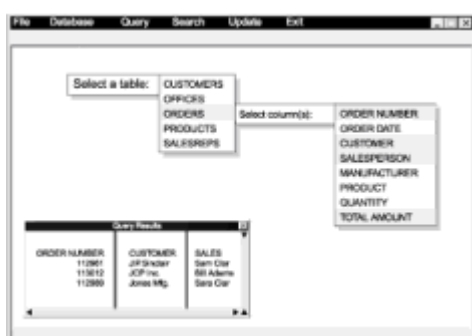 File Database Query Search Update Exit
Select a table:
CUSTOMERS
OFFICES
ORDERS
PRODUCTS
SALESREPS
Select column(s):
ORDER NUMBER
ORDER DATE
CUSTOMER
SALESPERSON
MANUFACTURER
PRODUCT
QUANTITY
TOTAL AMOUNT
Query Results
ORDER NUMBER CUSTOMER SALES
112961 JP Sinclair Sam Clar
113012 JCP Inc. Bill Adams
112989 Jones Mfg. Sara Clar